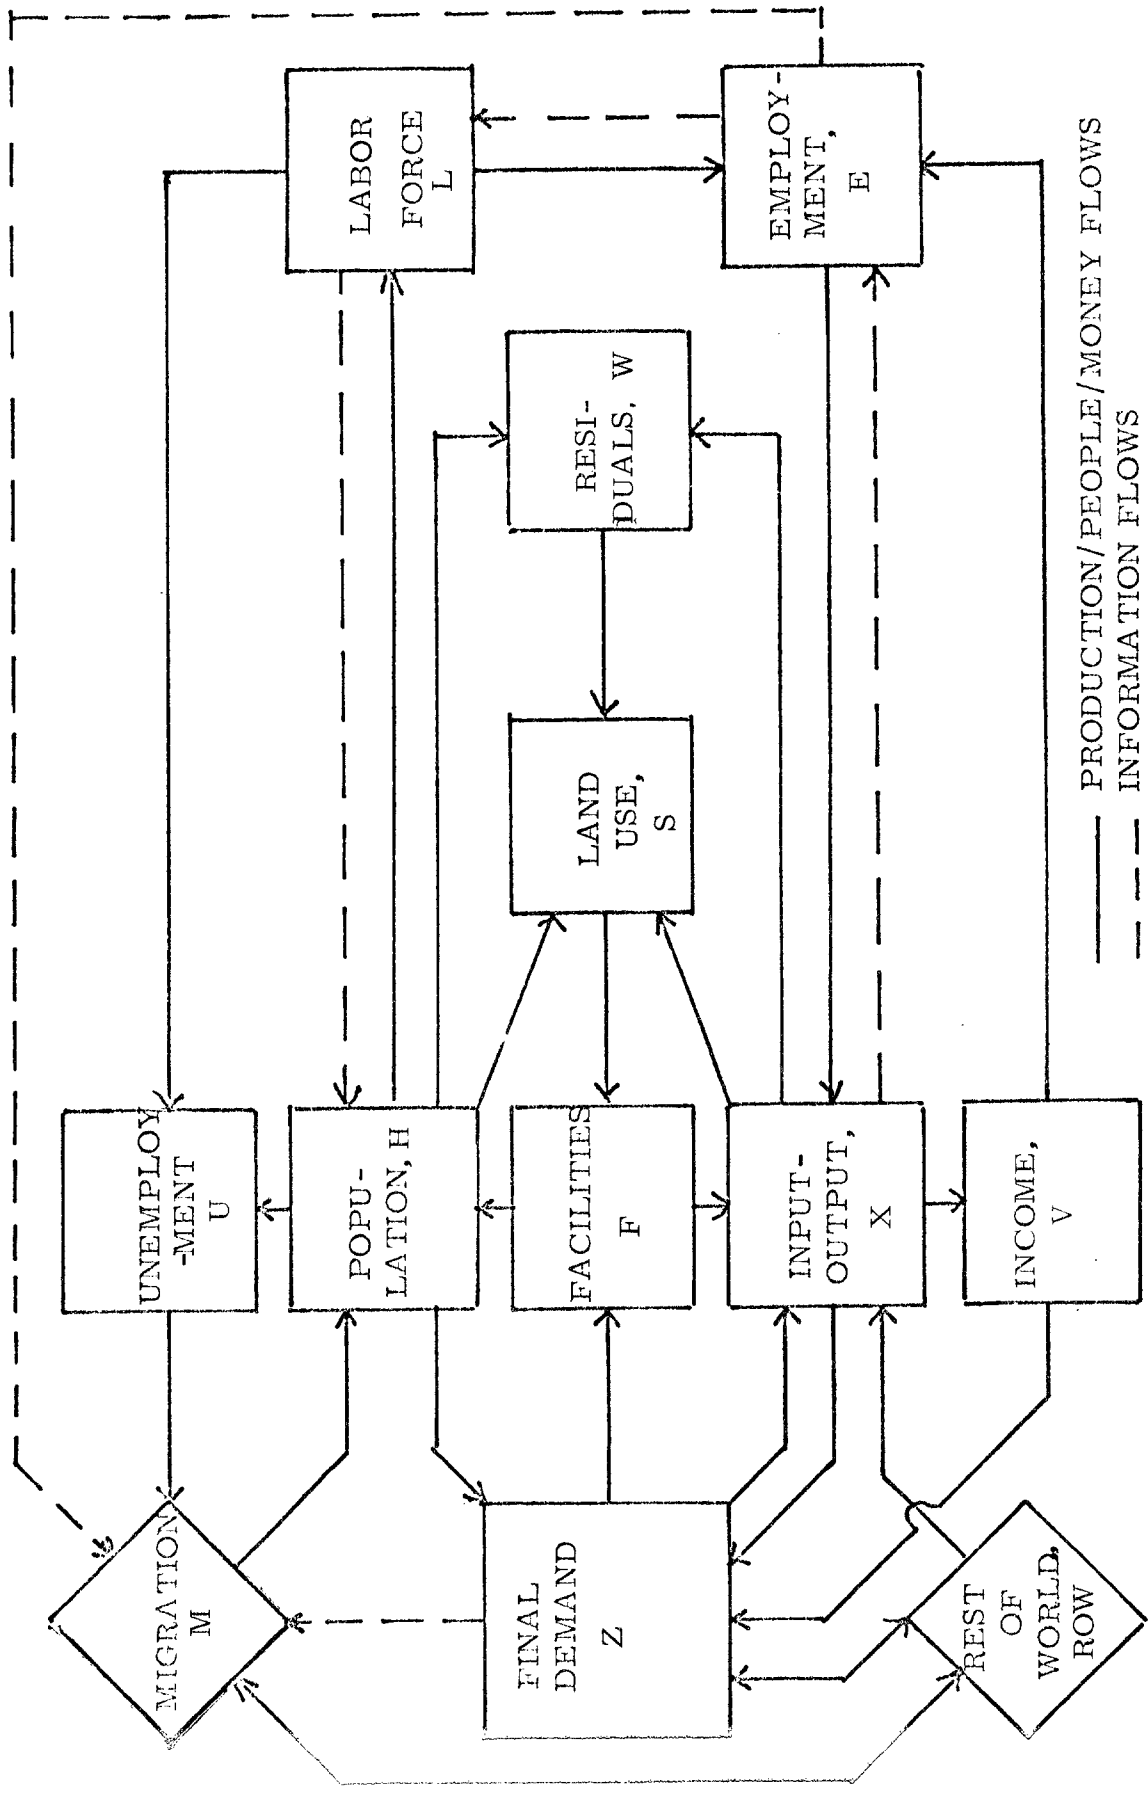 MIGRATION
M
UNEMPLOY
-MENT
U
LABOR
FORCE
L
POPU-
LATION, H
FINAL
DEMAND
Z
FACILITIES
F
LAND
USE,
S
RESI-
DUALS, W
INPUT-
OUTPUT,
X
EMPLOY-
MENT,
E
REST
OF
WORLD,
ROW
INCOME,
V
PRODUCTION/PEOPLE/MONEY FLOWS
INFORMATION FLOWS